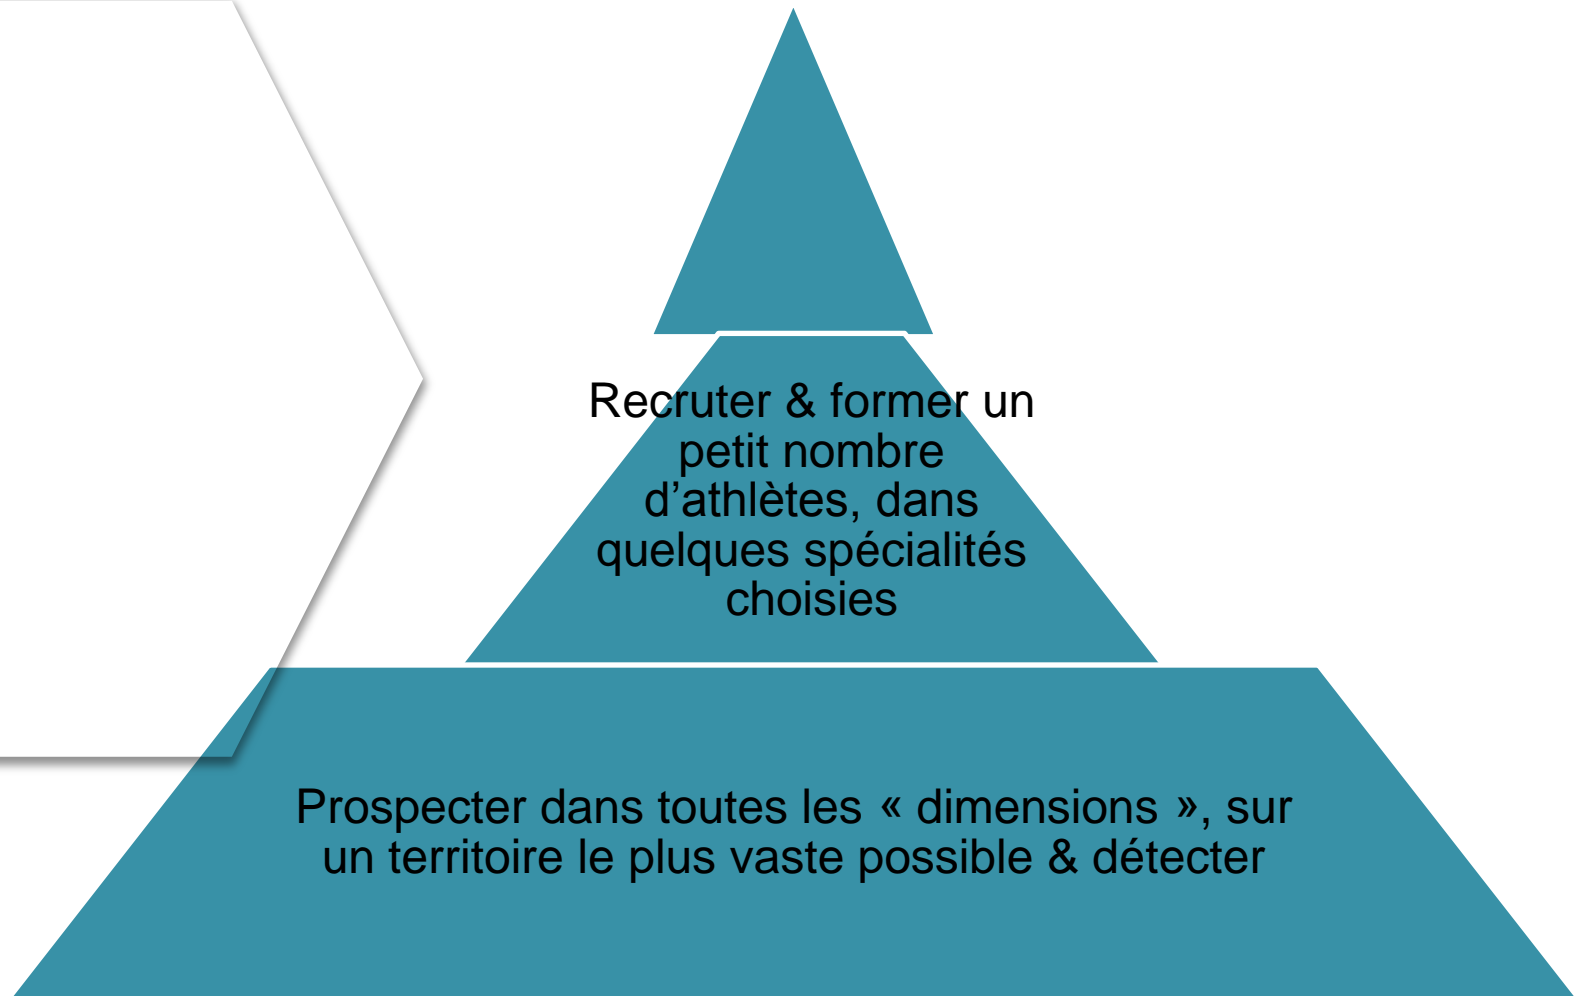 Recruter & former un
petit nombre
d’athlètes, dans
quelques spécialités
choisies
Prospecter dans toutes les « dimensions », sur
un territoire le plus vaste possible & détecter